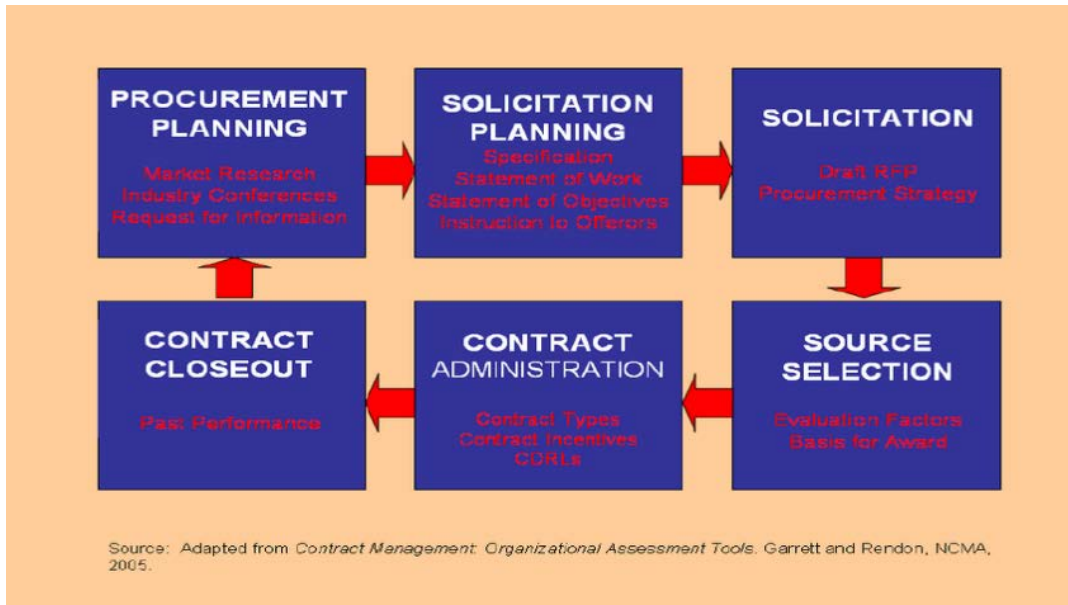 PROCUREMENT
PLANNING
Market Research
Industry Conferences
Request for Information
SOLICITATION
PLANNING
Specification
Statement of Work
Statement of Objectives
Instruction to Offerors
SOLICITATION
Draft RFP
Procurement Strategy
CONTRACT
CLOSEOUT
Past Performance
CONTRACT
ADMINISTRATION
Contract Types
Contract Incentives
CDRLs
SOURCE
SELECTION
Evaluation Factors
Basis for Award
Source: Adapted from Contract Management: Organizational Assessment Tools. Garrett and Rendon, NCMA,
2005.